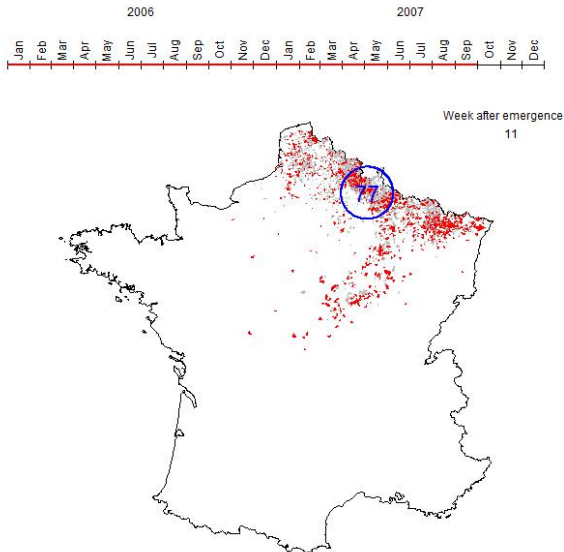 2006 2007
Jan Feb Mar Apr May Jun Jul Aug Sep Oct Nov Dec Jan Feb Mar Apr May Jun Jul Aug Sep Oct Nov Dec
Week after emergence
11
77